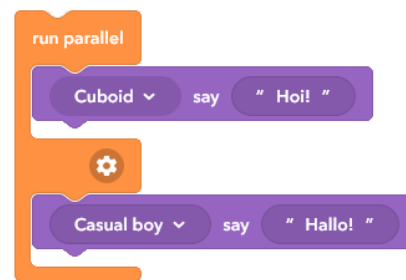 run parallel
Cuboid say " Hoi! "
Casual boy say " Hallo! "